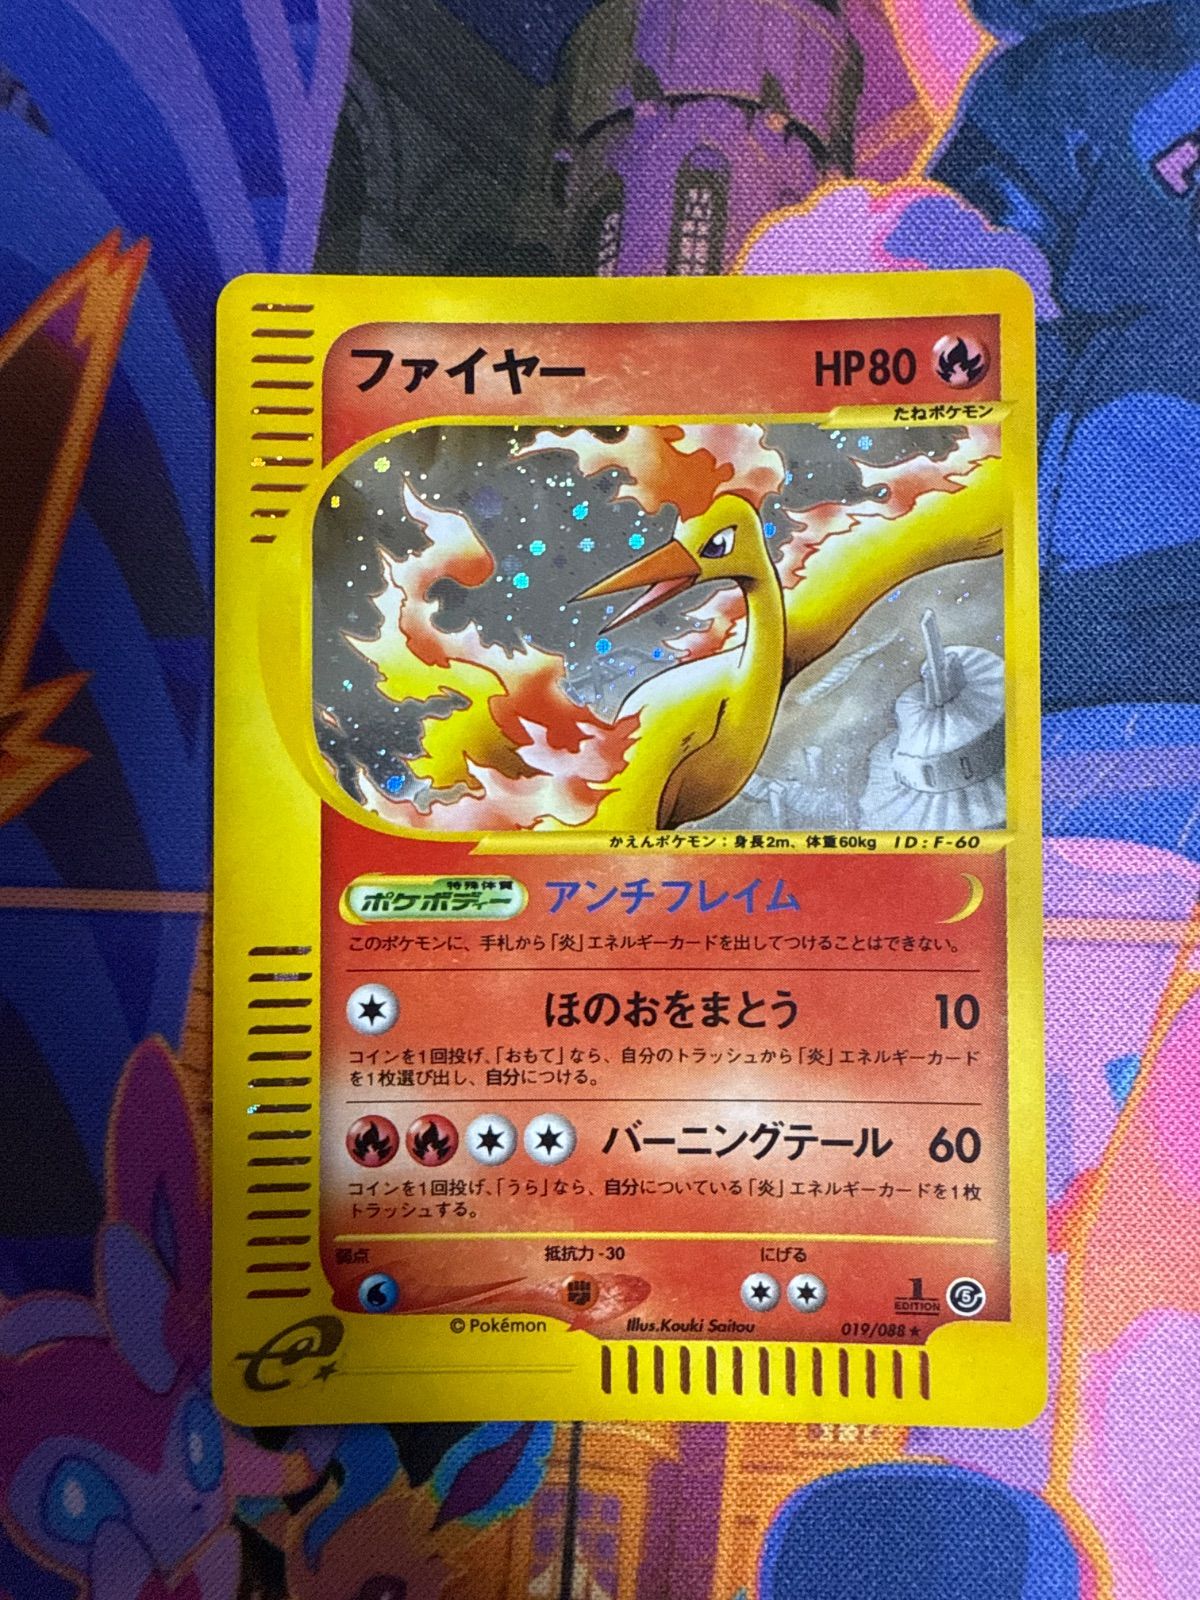 ファイヤー HP80
たねポケモン
かえんポケモン：身長2m、体重60kg ID：F-60
特殊体質
ポケボディー アンチフレイム
このポケモンに、手札から「炎」エネルギーカードを出してつけることはできない。
ほのおをまとう 10
コインを1回投げ、「おもて」なら、自分のトラッシュから「炎」エネルギーカード
を1枚選び出し、自分につける。
バーニングテール 60
コインを1回投げ、「うら」なら、自分についている「炎」エネルギーカードを1枚
トラッシュする。
弱点 抵抗力-30 にげる
1
EDITION
5
©Pokémon Illus.Kouki Saitou 019/088★
e